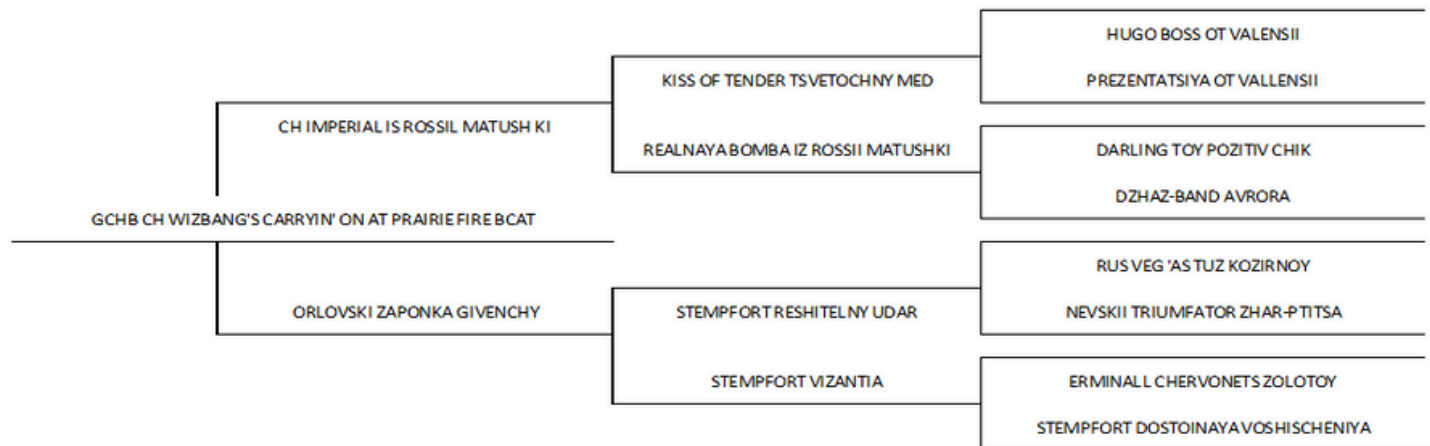 HUGO BOSS OT VALENSII
KISS OF TENDER TSVETOCHNY MED
PREZENTATSIYA OT VALLENSII
CH IMPERIAL IS ROSSIL MATUSH KI
REALNAYA BOMBA IZ ROSSII MATUSHKI
DARLING TOY POZITIV CHIK
DZHAZ-BAND AVRORA
GCHB CH WIZBANG'S CARRYIN' ON AT PRAIRIE FIRE BCAT
RUS VEG 'AS TUZ KOZIRNOY
ORLOVSKI ZAPONKA GIVENCHY
STEMPFORT RESHITELNY UDAR
NEVSKII TRIUMFATOR ZHAR-PTITSA
STEMPFORT VIZANTIA
ERMINALL CHERVONETS ZOLOTOY
STEMPFORT DOSTOINAYA VOSHISCHENIYA